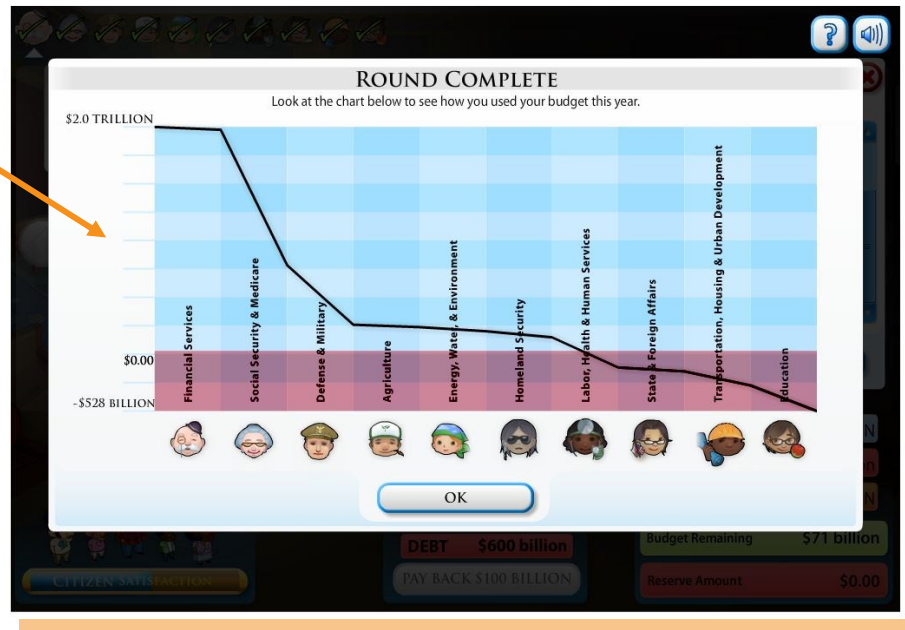 ROUND COMPLETE
Look at the chart below to see how you used your budget this year.
$2.0 TRILLION
$0.00
-$528 BILLION
Financial Services
Social Security & Medicare
Defense & Military
Agriculture
Energy, Water, & Environment
Homeland Security
Labor, Health & Human Services
State & Foreign Affairs
Transportation, Housing & Urban Development
Education
OK
DEBT $600 billion
PAY BACK $100 BILLION
Budget Remaining $71 billion
Reserve Amount $0.00
CITIZEN SATISFACTION